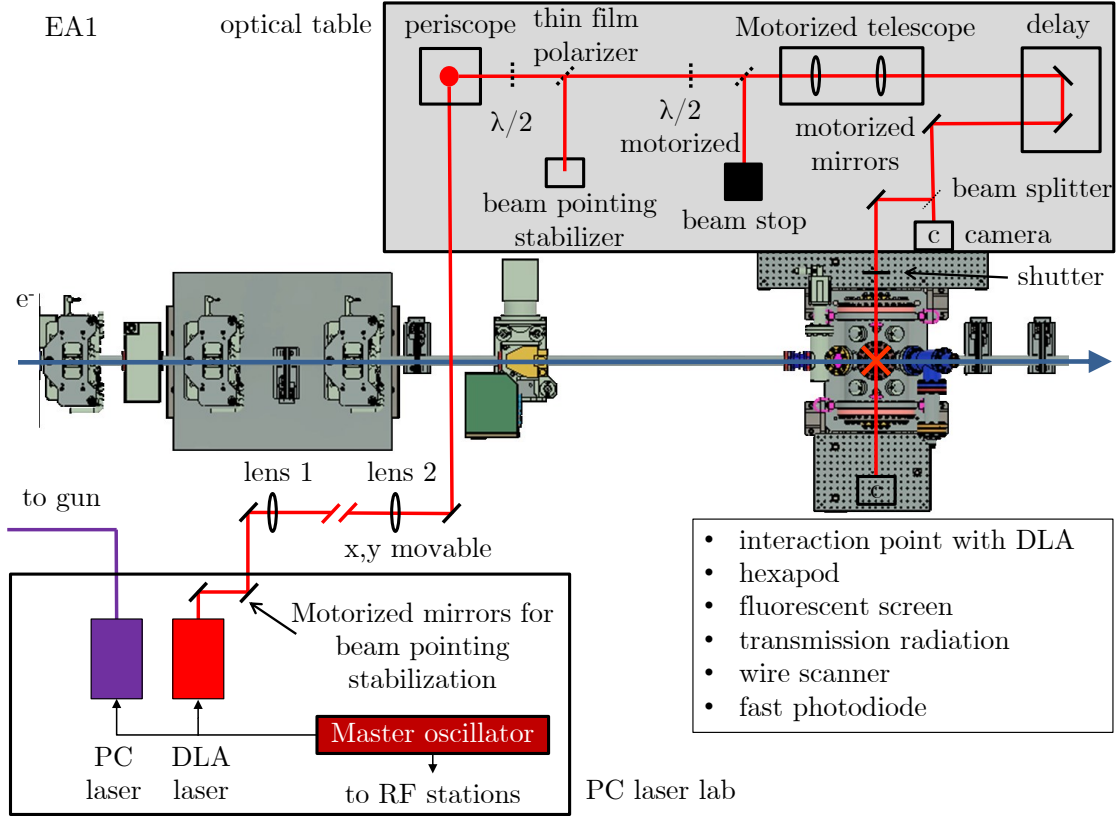 EA1
optical table
periscope
thin film
polarizer
Motorized telescope
delay
λ/2
λ/2
motorized
motorized
mirrors
beam pointing
stabilizer
beam stop
beam splitter
c
camera
shutter
e-
lens 1
lens 2
to gun
x,y movable
c
Motorized mirrors for
beam pointing
stabilization
Master oscillator
PC
laser
DLA
laser
to RF stations
PC laser lab
• interaction point with DLA
• hexapod
• fluorescent screen
• transmission radiation
• wire scanner
• fast photodiode